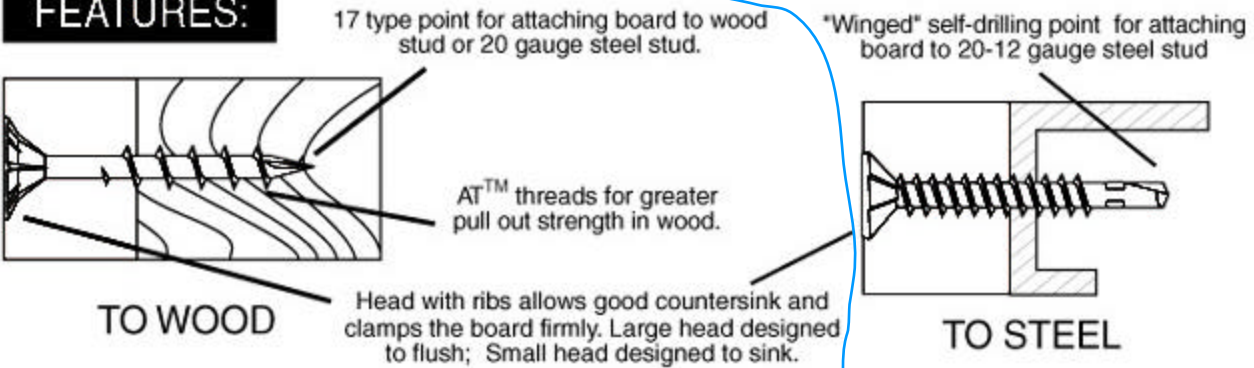 FEATURES:
17 type point for attaching board to wood
stud or 20 gauge steel stud.
"Winged" self-drilling point for attaching
board to 20-12 gauge steel stud
AT™ threads for greater
pull out strength in wood.
Head with ribs allows good countersink and
clamps the board firmly. Large head designed
to flush; Small head designed to sink.
TO WOOD
TO STEEL